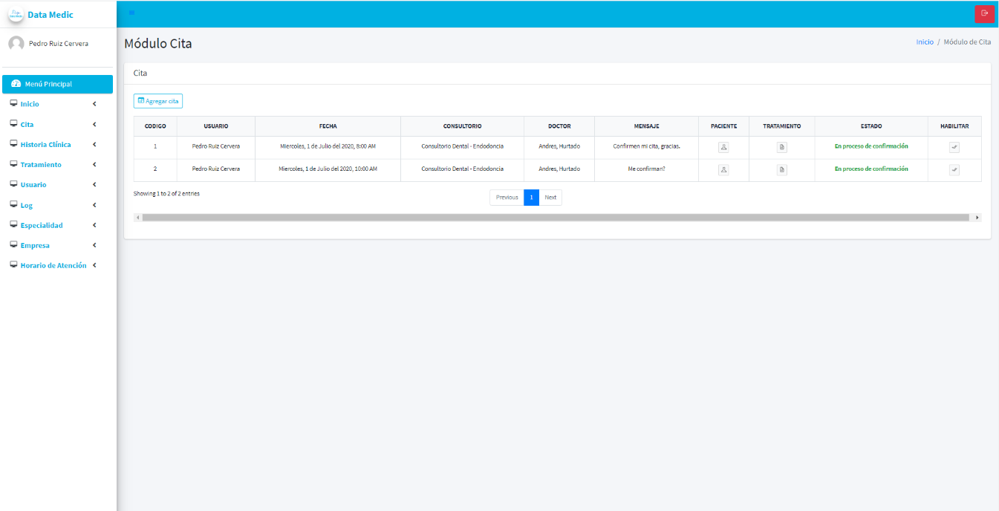 Data Medic
Pedro Ruiz Cervera
Menú Principal
Inicio
Cita
Historia Clínica
Tratamiento
Usuario
Log
Especialidad
Empresa
Horario de Atención
Módulo Cita
Inicio / Módulo de Cita
Cita
Agregar cita
CODIGO USUARIO FECHA CONSULTORIO DOCTOR MENSAJE PACIENTE TRATAMIENTO ESTADO HABILITAR
1 Pedro Ruiz Cervera Miercoles, 1 de Julio del 2020, 8:00 AM Consultorio Dental - Endodoncia Andres, Hurtado Confirmen mi cita, gracias. En proceso de confirmación
2 Pedro Ruiz Cervera Miercoles, 1 de Julio del 2020, 10:00 AM Consultorio Dental - Endodoncia Andres, Hurtado Me confirman? En proceso de confirmación
Showing 1 to 2 of 2 entries
Previous 1 Next